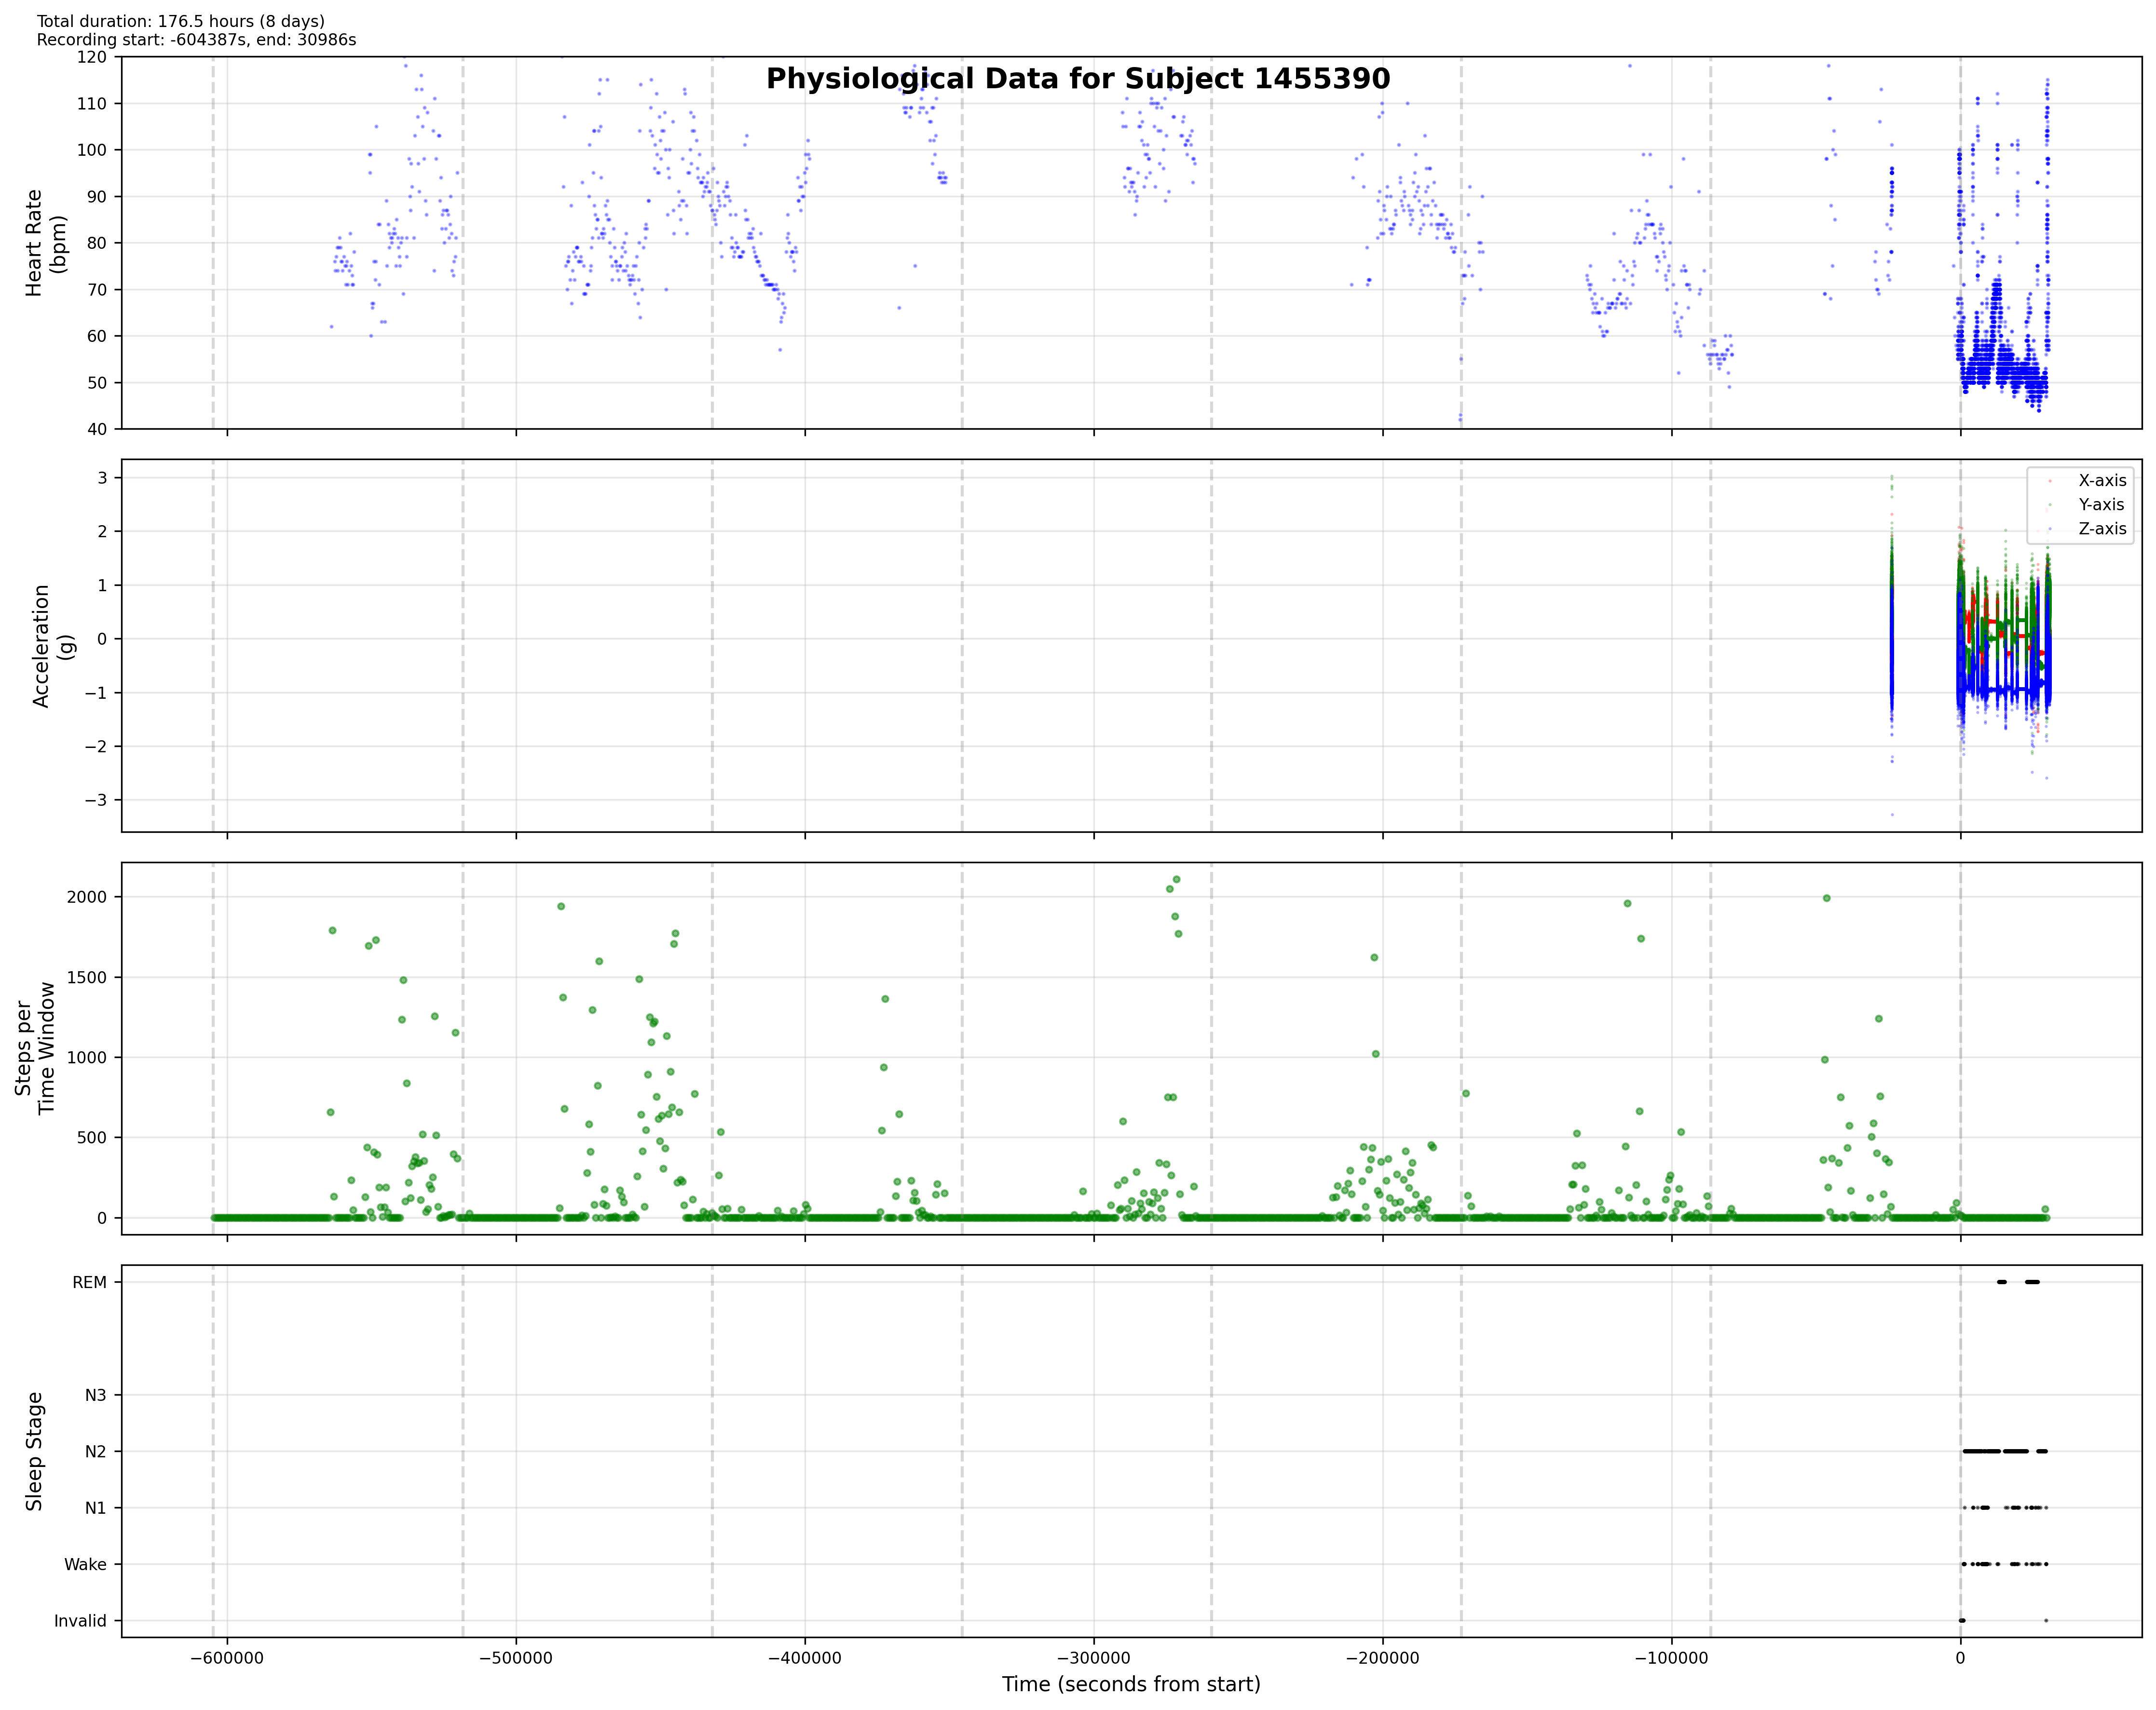 Total duration: 176.5 hours (8 days)
Recording start: -604387s, end: 30986s
Physiological Data for Subject 1455390
120
110
100
90
80
70
60
50
40
Heart Rate
(bpm)
3
2
1
0
−1
−2
−3
Acceleration
(g)
X-axis
Y-axis
Z-axis
2000
1500
1000
500
0
Steps per
Time Window
REM
N3
N2
N1
Wake
Invalid
Sleep Stage
−600000
−500000
−400000
−300000
−200000
−100000
0
Time (seconds from start)